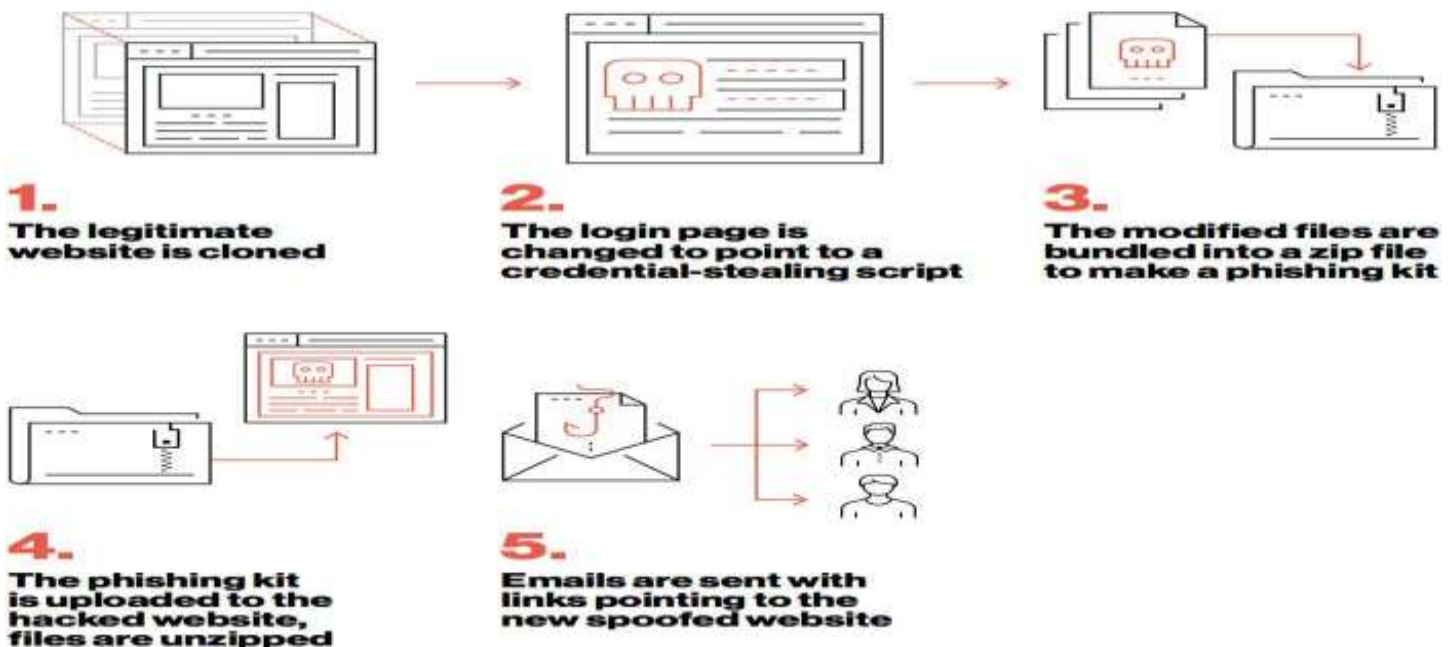 1.
The legitimate
website is cloned
2.
The login page is
changed to point to a
credential-stealing script
3.
The modified files are
bundled into a zip file
to make a phishing kit
4.
The phishing kit
is uploaded to the
hacked website,
files are unzipped
5.
Emails are sent with
links pointing to the
new spoofed website